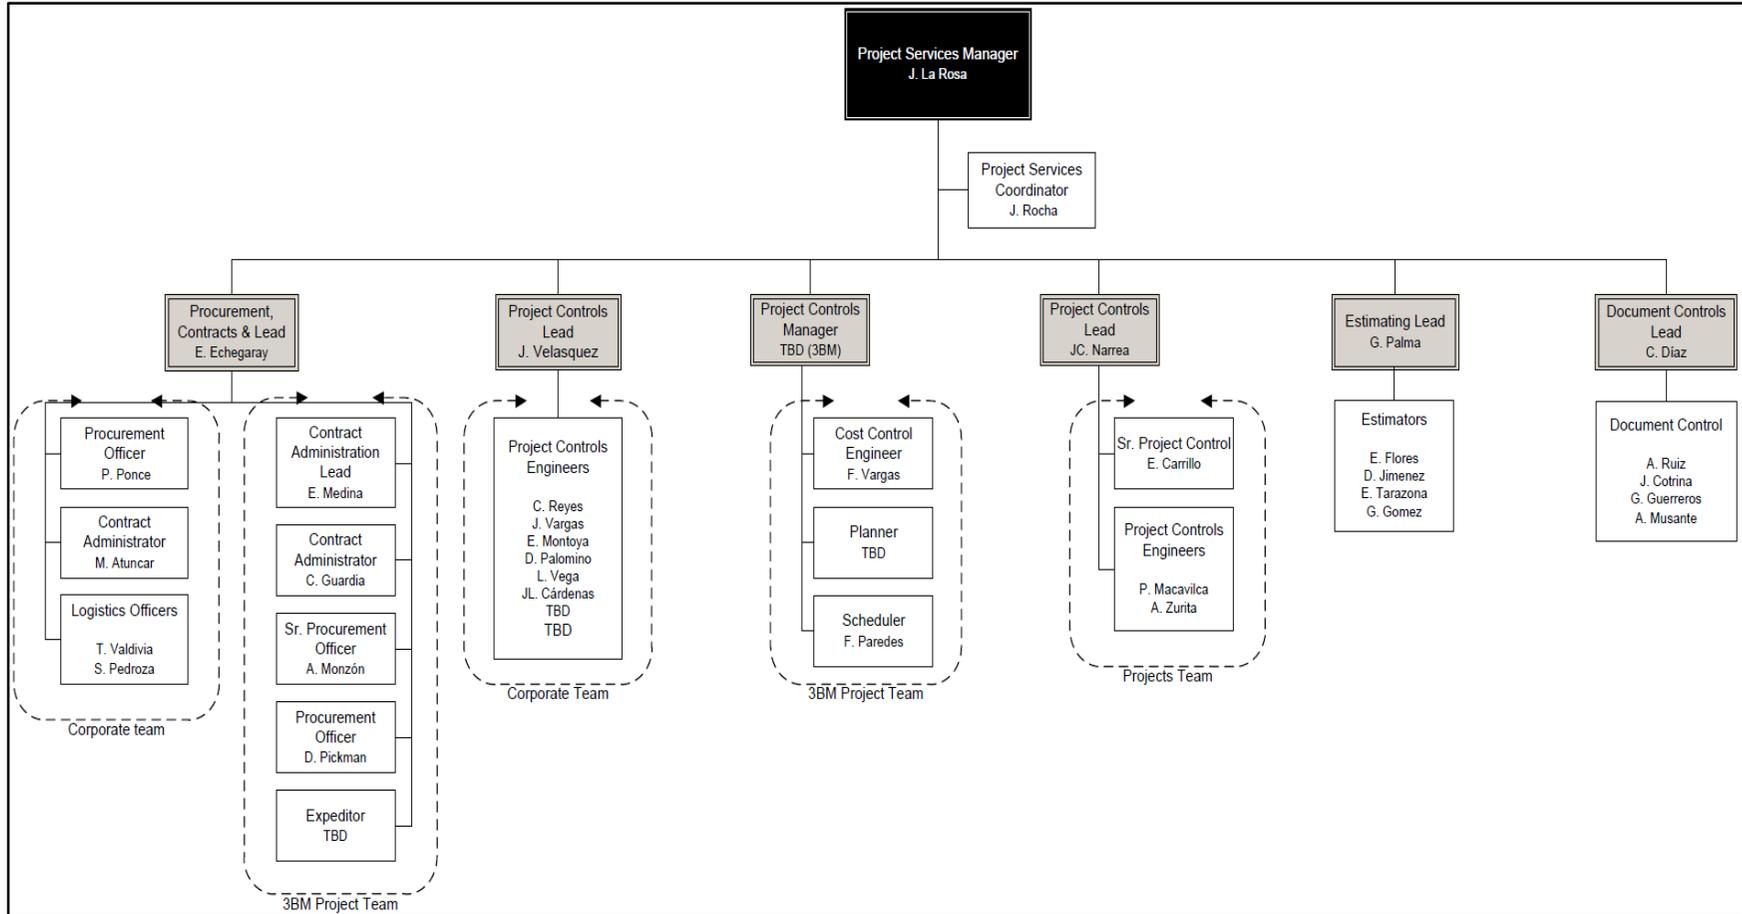 Project Services Manager
J. La Rosa
Project Services
Coordinator
J. Rocha
Procurement,
Contracts & Lead
E. Echegaray
Project Controls
Lead
J. Velasquez
Project Controls
Manager
TBD (3BM)
Project Controls
Lead
JC. Narrea
Estimating Lead
G. Palma
Document Controls
Lead
C. Díaz
Procurement
Officer
P. Ponce
Contract
Administrator
M. Atuncar
Logistics Officers
T. Valdivia
S. Pedroza
Corporate team
Contract
Administration
Lead
E. Medina
Contract
Administrator
C. Guardia
Sr. Procurement
Officer
A. Monzón
Procurement
Officer
D. Pickman
Expeditor
TBD
3BM Project Team
Project Controls
Engineers
C. Reyes
J. Vargas
E. Montoya
D. Palomino
L. Vega
JL. Cárdenas
TBD
TBD
Corporate Team
Cost Control
Engineer
F. Vargas
Planner
TBD
Scheduler
F. Paredes
3BM Project Team
Sr. Project Control
E. Carrillo
Project Controls
Engineers
P. Macavilca
A. Zurita
Projects Team
Estimators
E. Flores
D. Jimenez
E. Tarazona
G. Gomez
Document Control
A. Ruiz
J. Cotrina
G. Guerreros
A. Musante